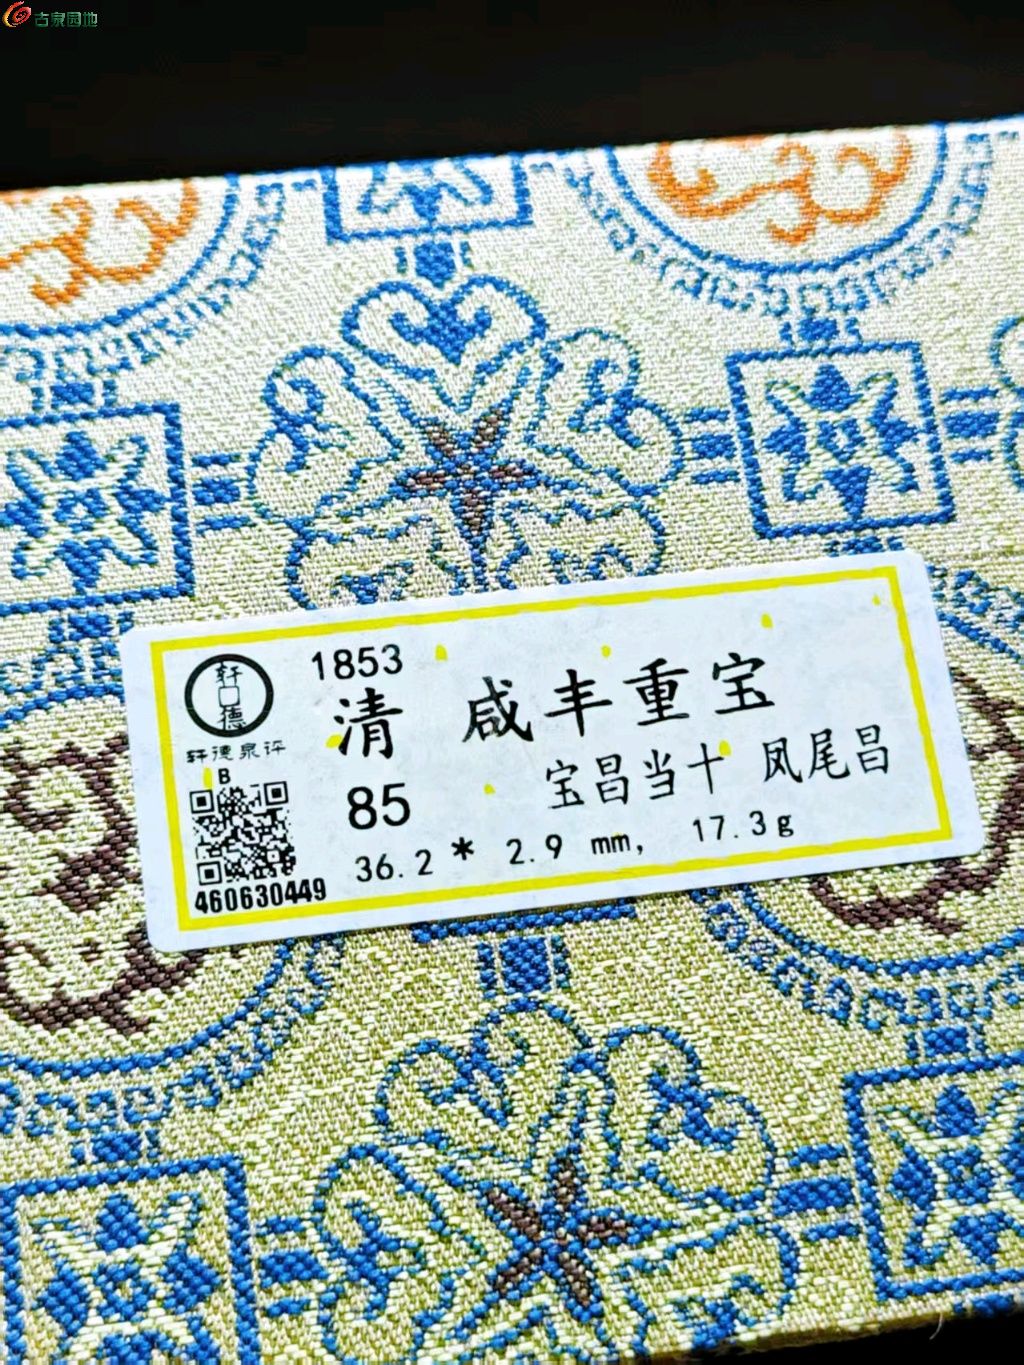 古泉园地
1853
清 咸丰重宝
轩德
轩德泉评
B
85
宝昌当十 凤尾昌
36.2 * 2.9 mm, 17.3g
460630449